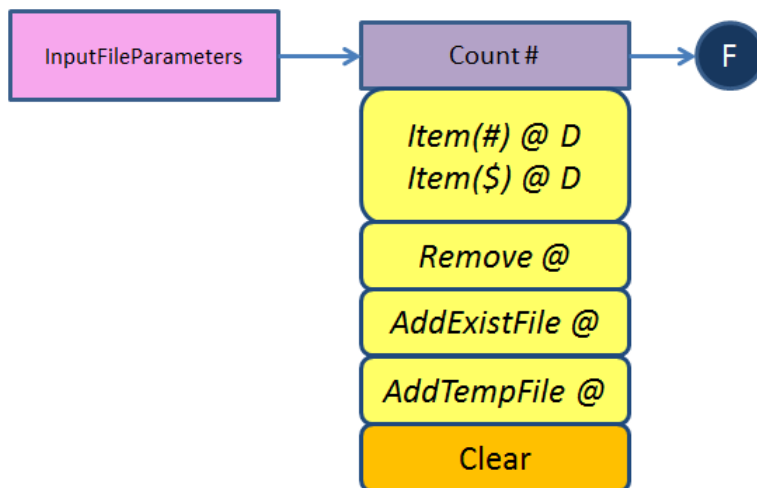 InputFileParameters
Count #
F
Item(#) @ D
Item($) @ D
Remove @
AddExistFile @
AddTempFile @
Clear